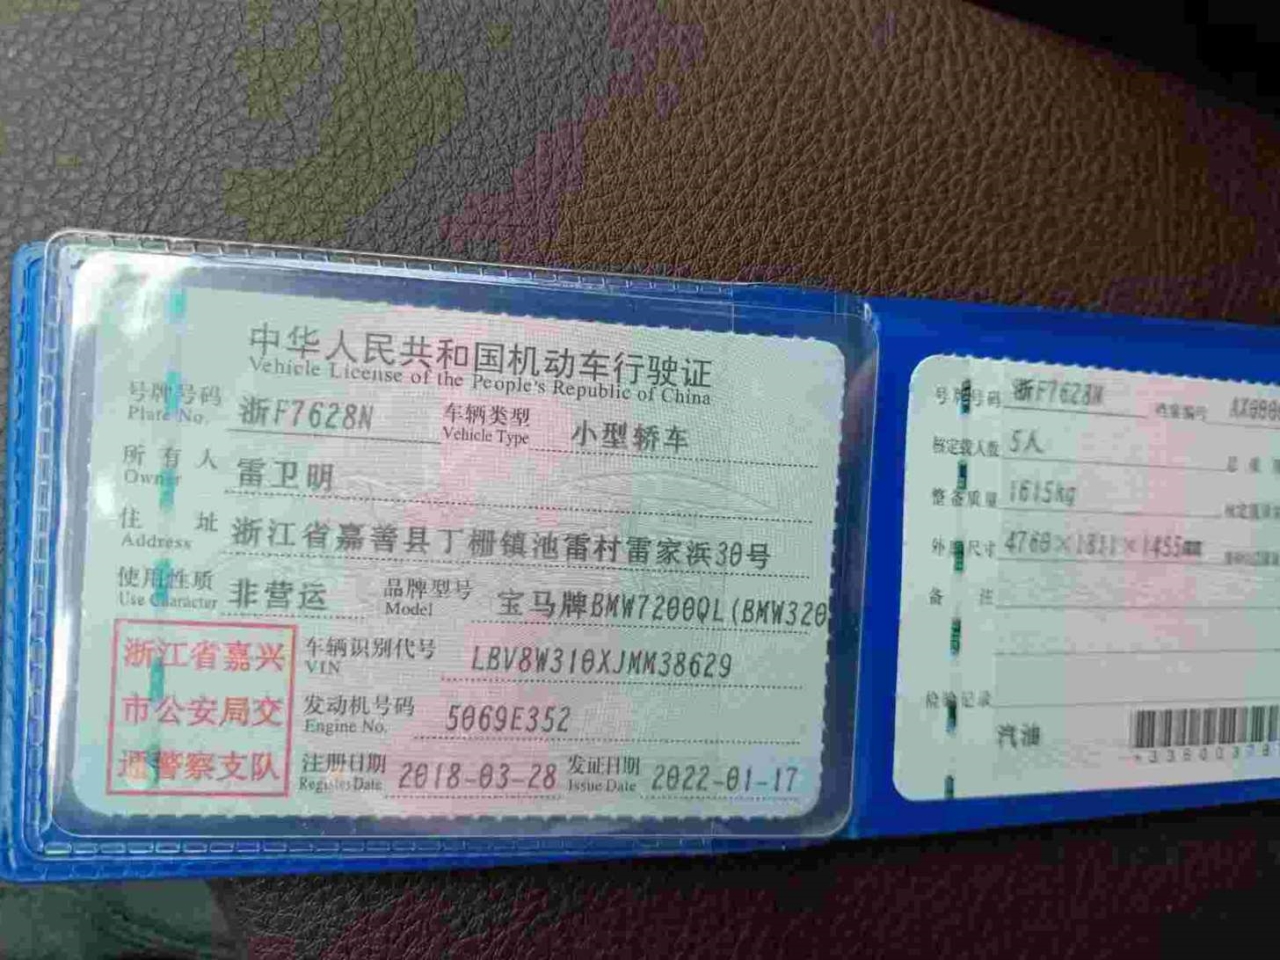 中华人民共和国机动车行驶证
Vehicle License of the People's Republic of China
号牌号码 浙F7628N 车辆类型 小型轿车
Plate No. Vehicle Type
所有人 雷卫明
Owner
住址 浙江省嘉善县丁栅镇池雷村雷家浜30号
Address
使用性质 非营运 品牌型号 宝马牌BMW7200QL(BMW320
Use Character Model
浙江省嘉兴
市公安局交
通警察支队
车辆识别代号 LBV8W310XJMM38629
VIN
发动机号码 5069E352
Engine No.
注册日期 2018-03-28 发证日期 2022-01-17
Register Date Issue Date
号牌号码 浙F7628N 档案编号
核定载人数 5人
整备质量 1615kg
外廓尺寸 4760×1811×1455mm
备注
检验记录
汽油